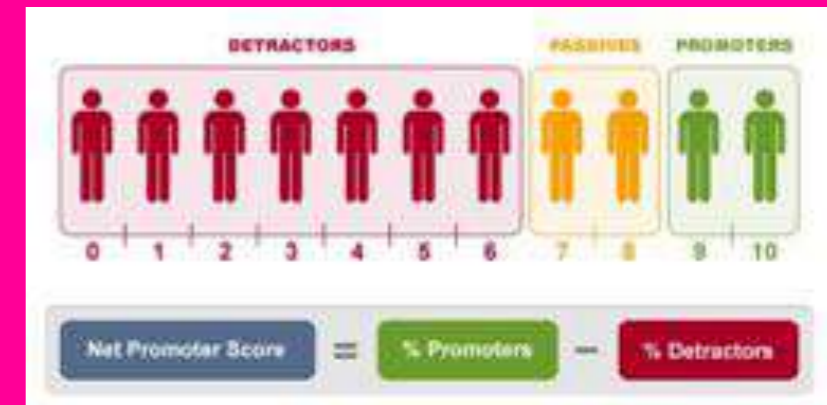 DETRACTORS PASSIVES PROMOTERS
0 1 2 3 4 5 6 7 8 9 10
Net Promoter Score = % Promoters − % Detractors